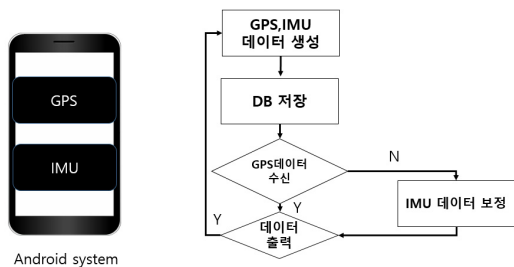 GPS
IMU
Android system
GPS,IMU
데이터 생성
DB 저장
GPS데이터
수신
N
Y
IMU 데이터 보정
데이터
출력
Y